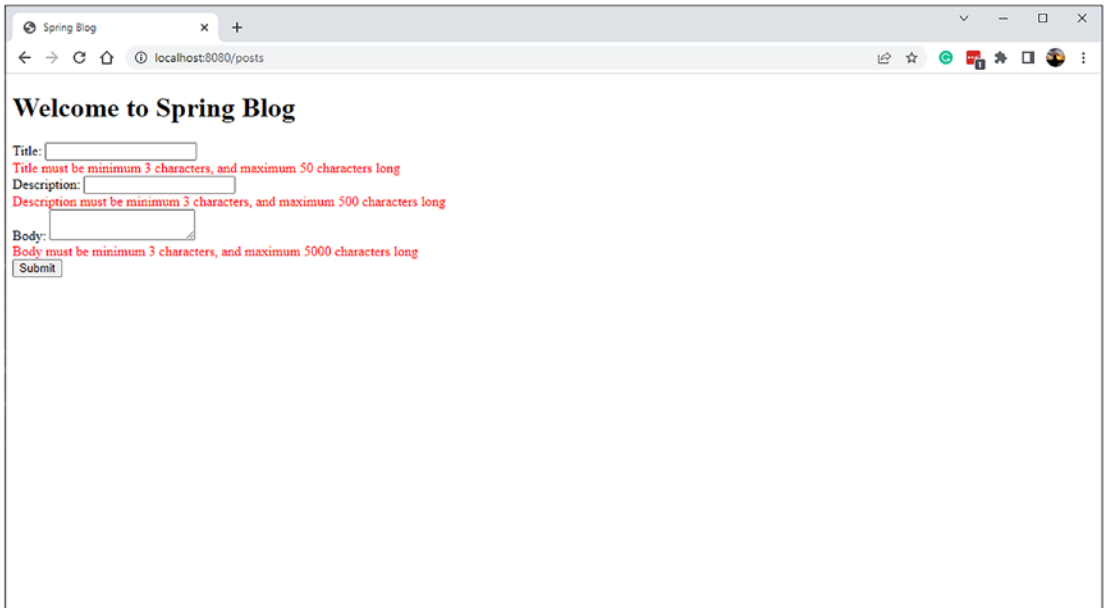 Spring Blog
localhost:8080/posts
1
Welcome to Spring Blog
Title:
Title must be minimum 3 characters, and maximum 50 characters long
Description:
Description must be minimum 3 characters, and maximum 500 characters long
Body:
Body must be minimum 3 characters, and maximum 5000 characters long
Submit